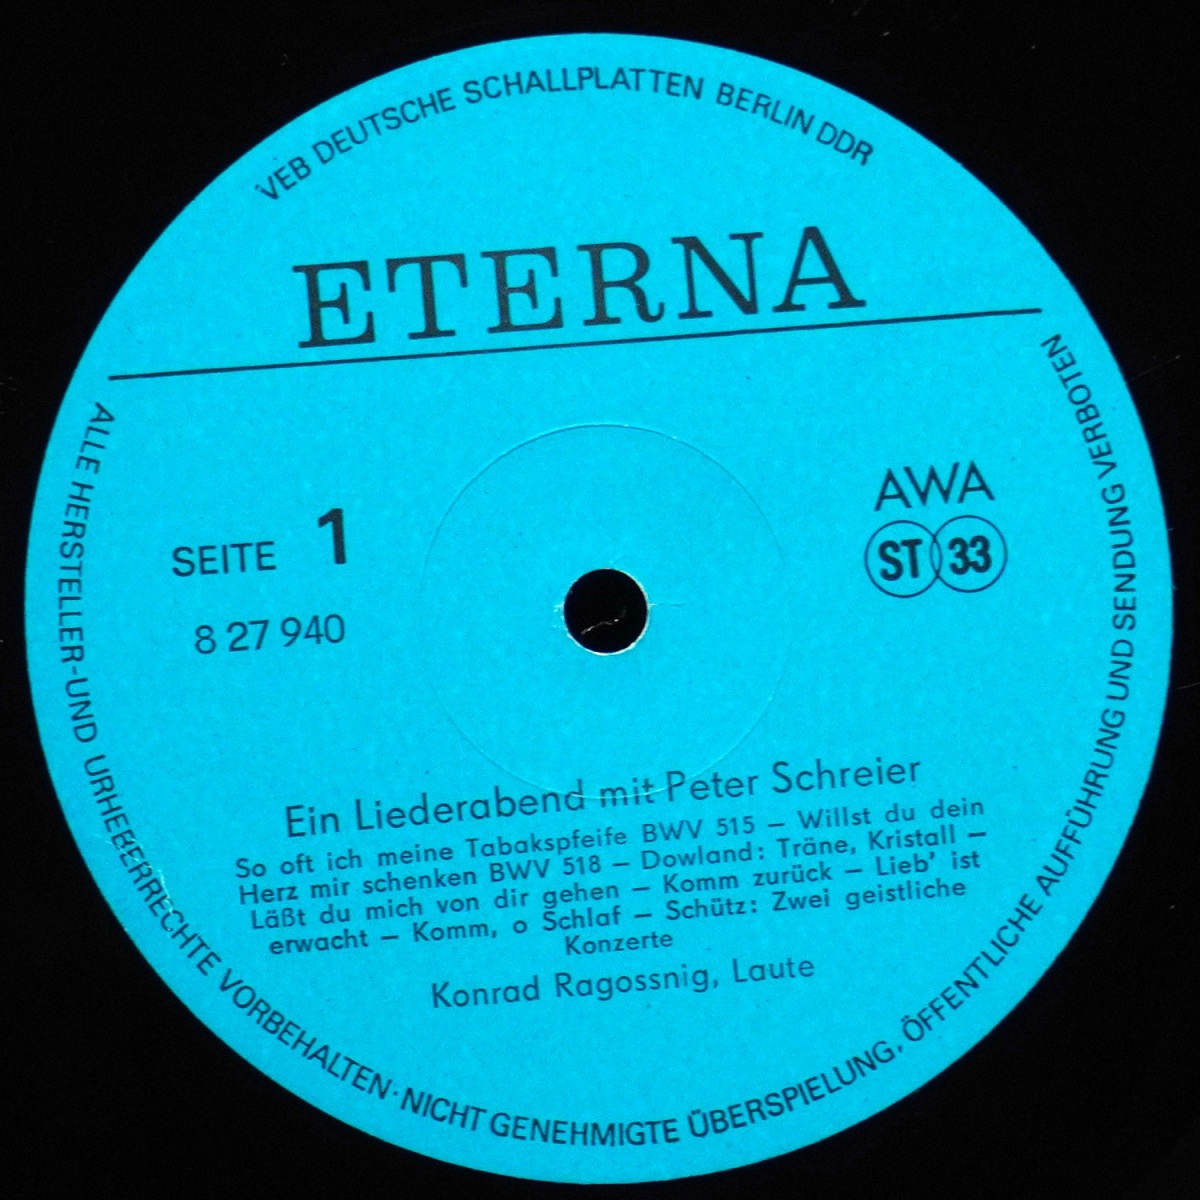 VEB DEUTSCHE SCHALLPLATTEN BERLIN DDR
ETERNA
AWA
ST 33
SEITE 1
8 27 940
Ein Liederabend mit Peter Schreier
So oft ich meine Tabakspfeife BWV 515 – Willst du dein
Herz mir schenken BWV 518 – Dowland: Träne, Kristall –
Läßt du mich von dir gehen – Komm zurück – Lieb' ist
erwacht – Komm, o Schlaf – Schütz: Zwei geistliche
Konzerte
Konrad Ragossnig, Laute
ALLE HERSTELLER-UND URHEBERRECHTE VORBEHALTEN · NICHT GENEHMIGTE ÜBERSPIELUNG, ÖFFENTLICHE AUFFÜHRUNG UND SENDUNG VERBOTEN